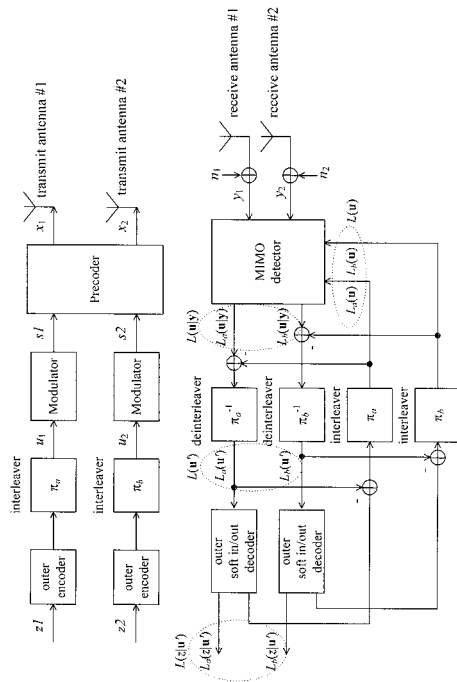 transmit antenna #1
transmit antenna #2
x1
x2
Precoder
s1
s2
Modulator
Modulator
u1
u2
interleaver
πa
interleaver
πb
outer
encoder
outer
encoder
z1
z2
receive antenna #1
receive antenna #2
n1
n2
y1
y2
MIMO
detector
L(u)
La(u)
Lb(u)
L(u|y)
La(u|y)
Lb(u|y)
-
-
deinterleaver
πa-1
deinterleaver
πb-1
interleaver
πa
interleaver
πb
L(u')
La(u')
Lb(u')
-
-
outer
soft in/out
decoder
outer
soft in/out
decoder
L(z|u')
La(z|u')
Lb(z|u')